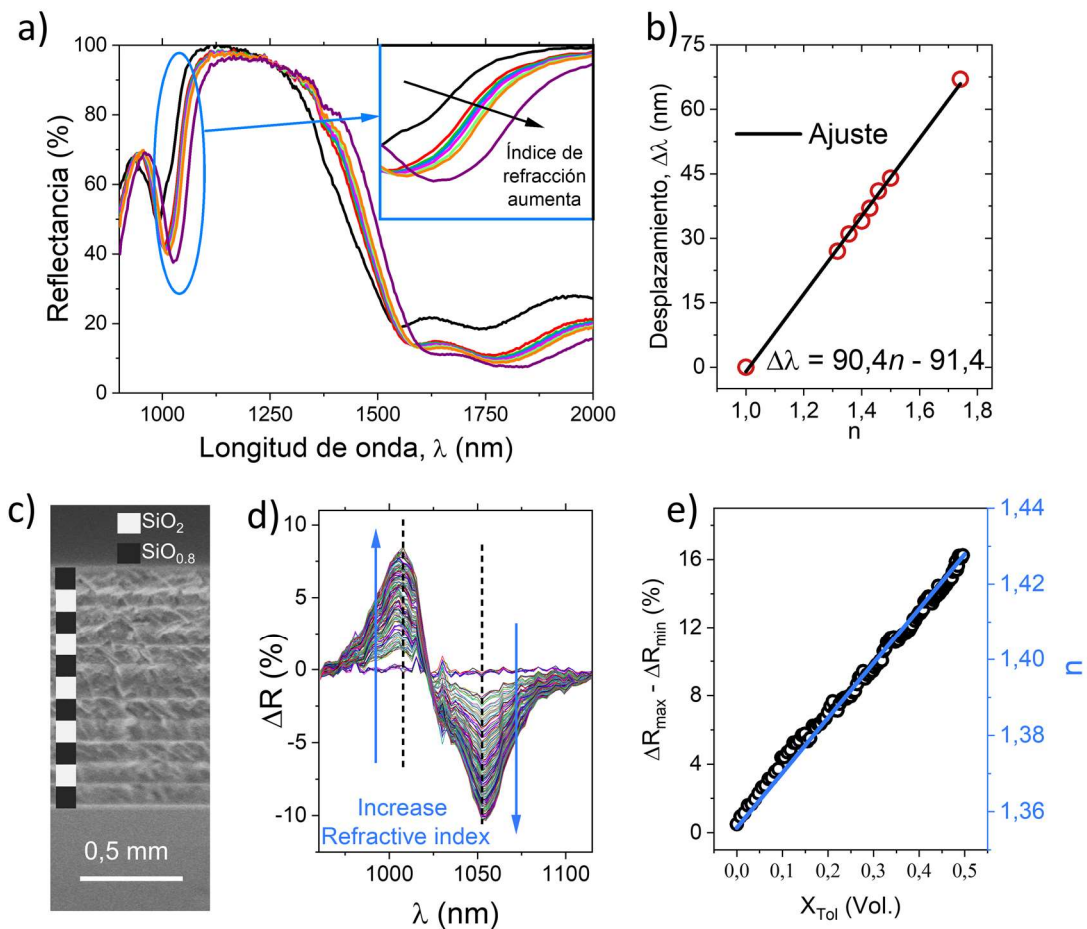 a)
100
80
60
40
20
0
Reflectancia (%)
1000
1250
1500
1750
2000
Longitud de onda, λ (nm)
Índice de
refracción
aumenta
b)
75
60
45
30
15
0
Desplazamiento, Δλ (nm)
Ajuste
Δλ = 90,4n - 91,4
1,0
1,2
1,4
1,6
1,8
n
c)
SiO2
SiO0.8
0,5 mm
d)
10
5
0
-5
-10
ΔR (%)
Increase
Refractive index
1000
1050
1100
λ (nm)
e)
16
12
8
4
0
ΔRmax - ΔRmin (%)
1,44
1,42
1,40
1,38
1,36
n
0,0
0,1
0,2
0,3
0,4
0,5
XTol (Vol.)